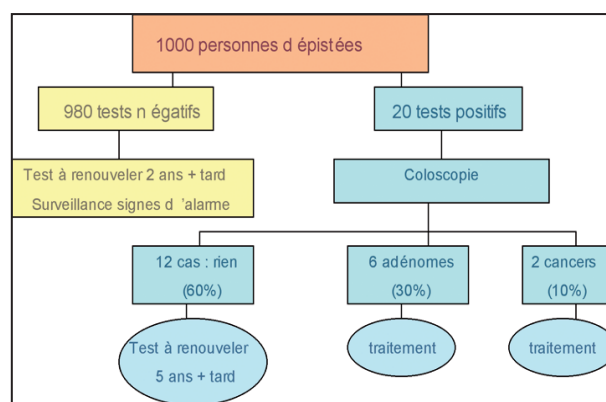 1000 personnes d épistées
980 tests n égatifs
20 tests positifs
Test à renouveler 2 ans + tard
Surveillance signes d ’alarme
Coloscopie
12 cas : rien
(60%)
6 adénomes
(30%)
2 cancers
(10%)
Test à renouveler
5 ans + tard
traitement
traitement